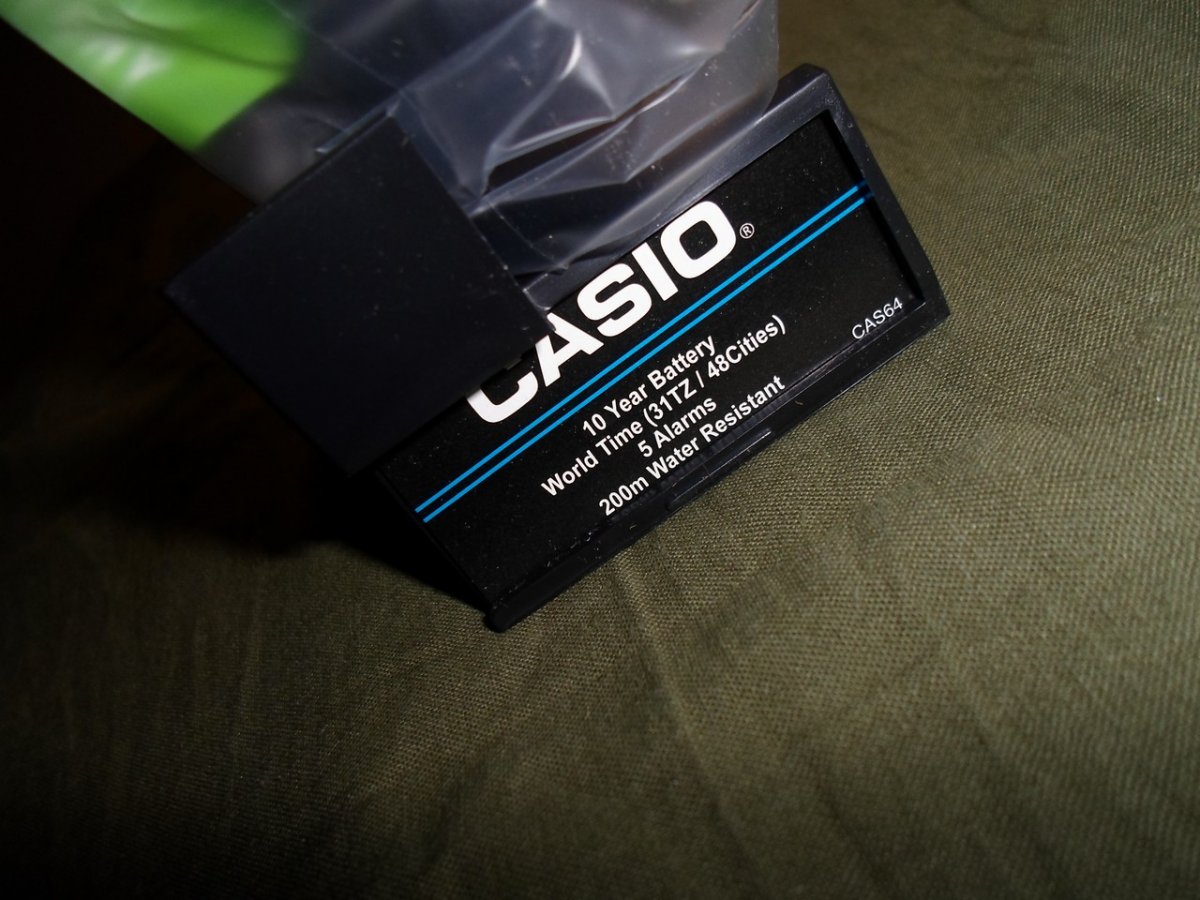 CASIO®
10 Year Battery
World Time (31TZ / 48Cities)
5 Alarms
200m Water Resistant
CAS64